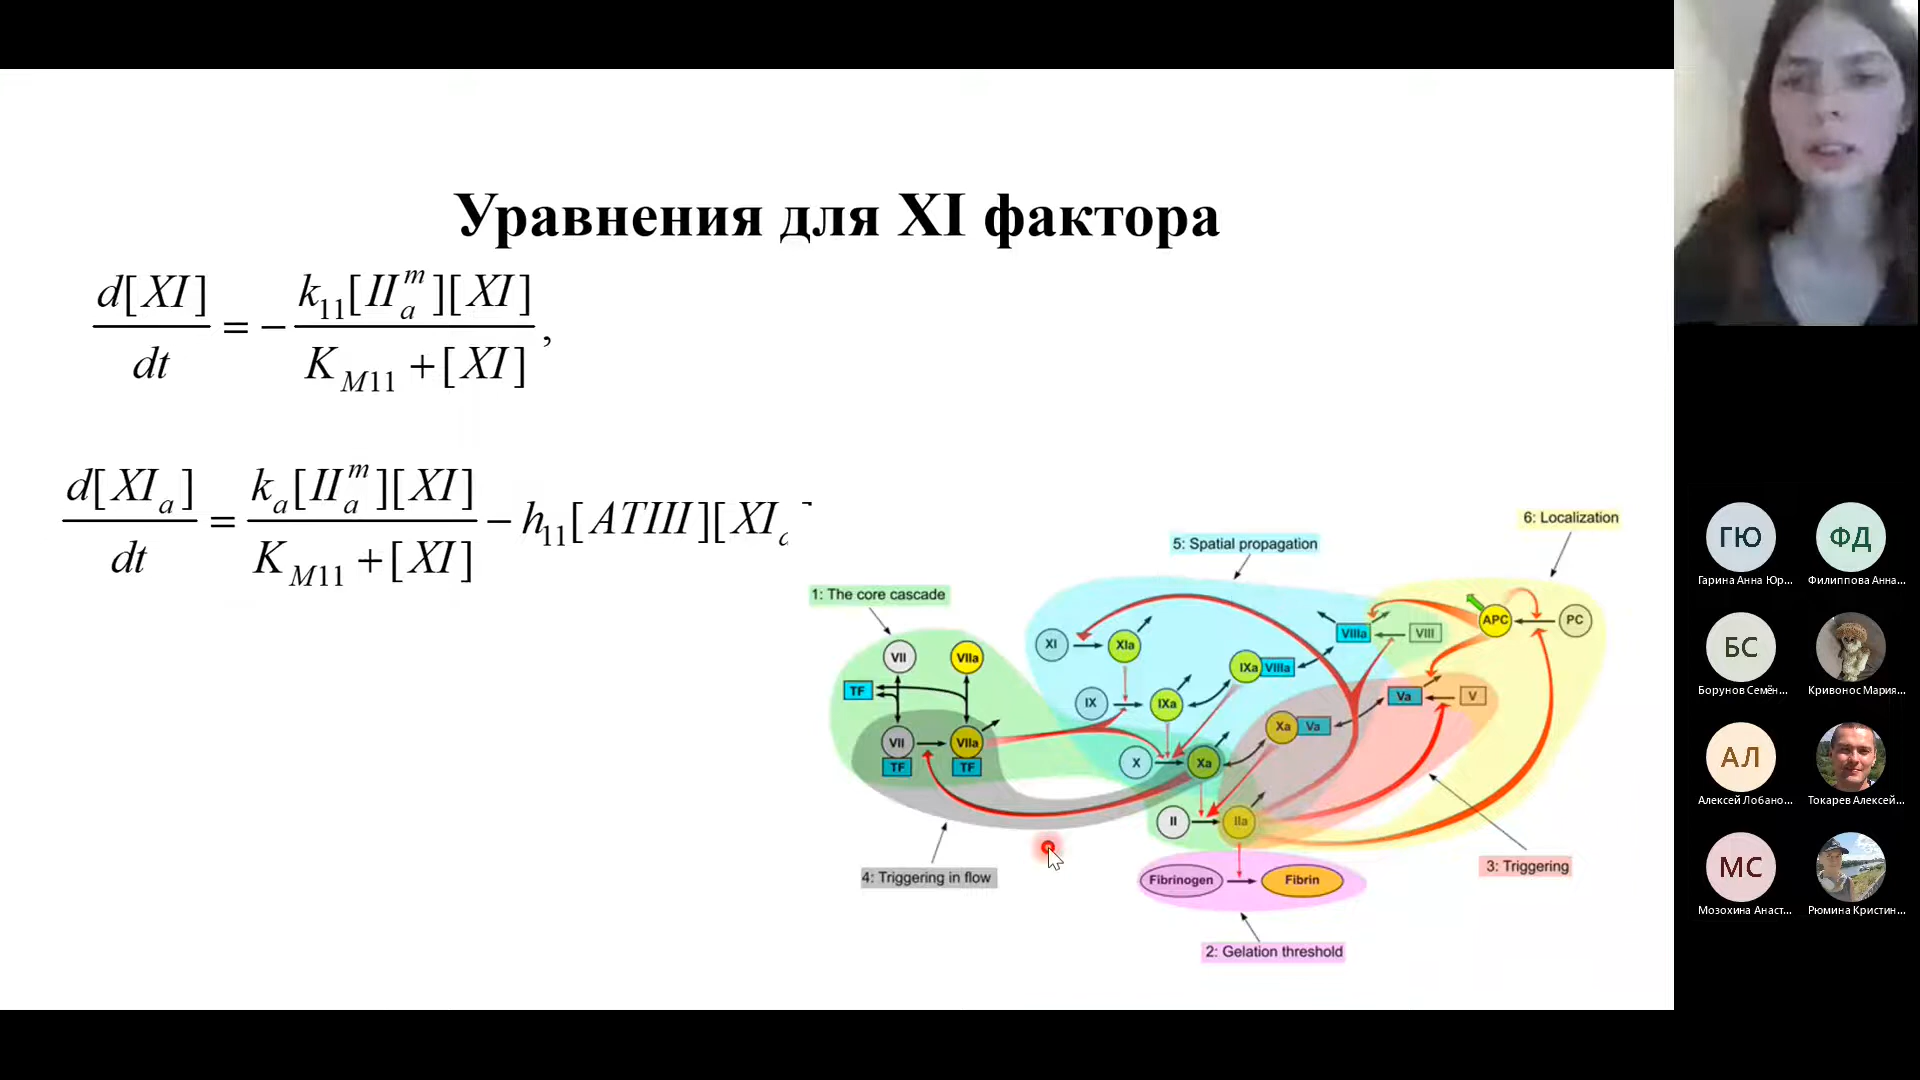 Уравнения для XI фактора
d[XI]/dt = − k₁₁[IIₐᵐ][XI] / (K_M11 + [XI]),
d[XIₐ]/dt = kₐ[IIₐᵐ][XI] / (K_M11 + [XI]) − h₁₁[ATIII][XIₐ]
6: Localization
5: Spatial propagation
1: The core cascade
VII VIIa TF
VII TF VIIa TF
XI XIa
IX IXa IXa VIIIa
VIIIa VIII
APC PC
Va V
X Xa Xa Va
II IIa
Fibrinogen Fibrin
4: Triggering in flow
3: Triggering
2: Gelation threshold
ГЮ ФД
Гарина Анна Юр... Филиппова Анна...
БС
Борунов Семён... Кривонос Мария...
АЛ
Алексей Лобано... Токарев Алексей...
МС
Мозохина Анаст... Рюмина Кристин...